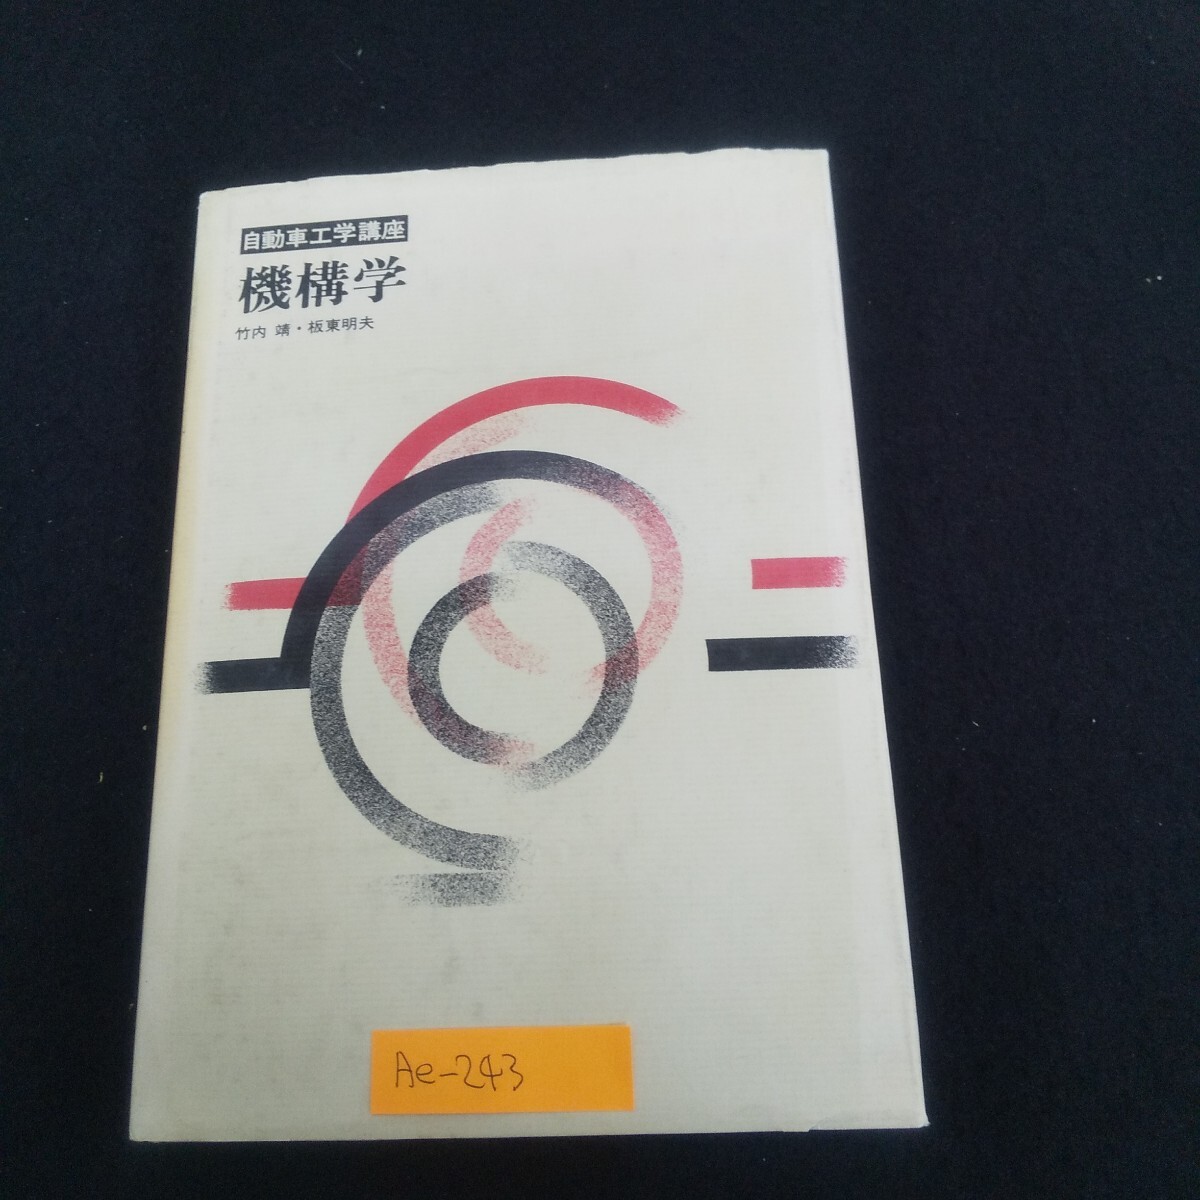 自動車工学講座
機構学
竹内 靖・板東明夫
Ae-243